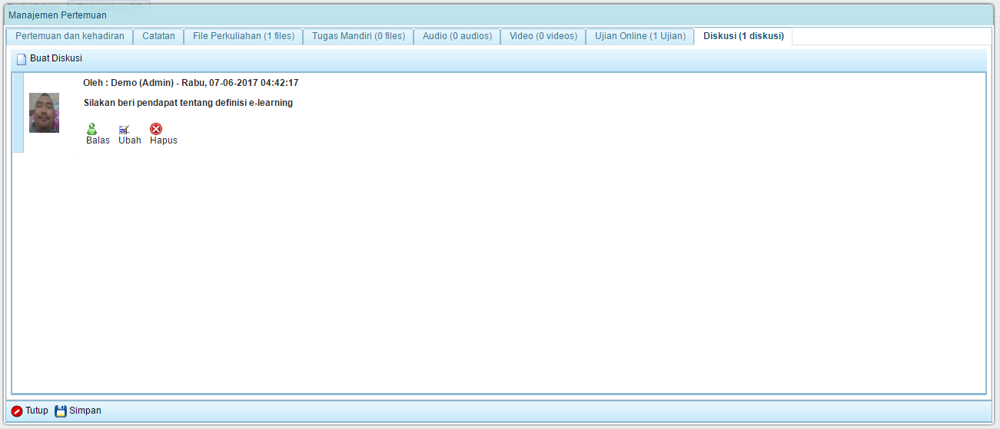 Manajemen Pertemuan
Pertemuan dan kehadiran Catatan File Perkuliahan (1 files) Tugas Mandiri (0 files) Audio (0 audios) Video (0 videos) Ujian Online (1 Ujian) Diskusi (1 diskusi)
Buat Diskusi
Oleh : Demo (Admin) - Rabu, 07-06-2017 04:42:17
Silakan beri pendapat tentang definisi e-learning
Balas Ubah Hapus
Tutup Simpan